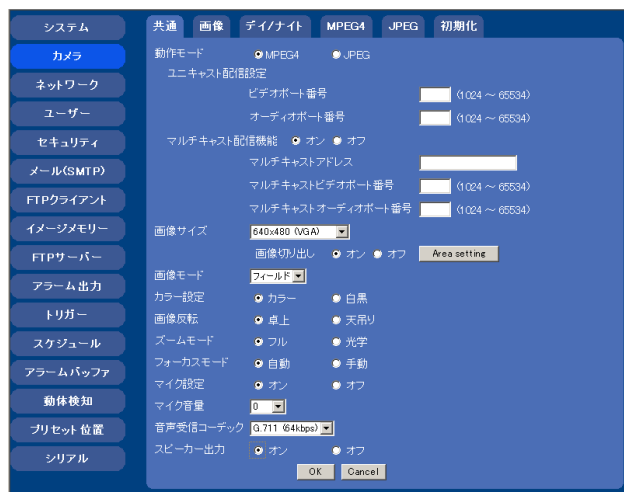 システム
カメラ
ネットワーク
ユーザー
セキュリティ
メール(SMTP)
FTPクライアント
イメージメモリー
FTPサーバー
アラーム出力
トリガー
スケジュール
アラームバッファ
動体検知
プリセット位置
シリアル
共通 画像 デイ/ナイト MPEG4 JPEG 初期化
動作モード MPEG4 JPEG
ユニキャスト配信設定
ビデオポート番号 (1024 ～ 65534)
オーディオポート番号 (1024 ～ 65534)
マルチキャスト配信機能 オン オフ
マルチキャストアドレス
マルチキャストビデオポート番号 (1024 ～ 65534)
マルチキャストオーディオポート番号 (1024 ～ 65534)
画像サイズ 640x480 (VGA)
画像切り出し オン オフ Area setting
画像モード フィールド
カラー設定 カラー 白黒
画像反転 卓上 天吊り
ズームモード フル 光学
フォーカスモード 自動 手動
マイク設定 オン オフ
マイク音量 0
音声受信コーデック G.711 (64kbps)
スピーカー出力 オン オフ
OK Cancel